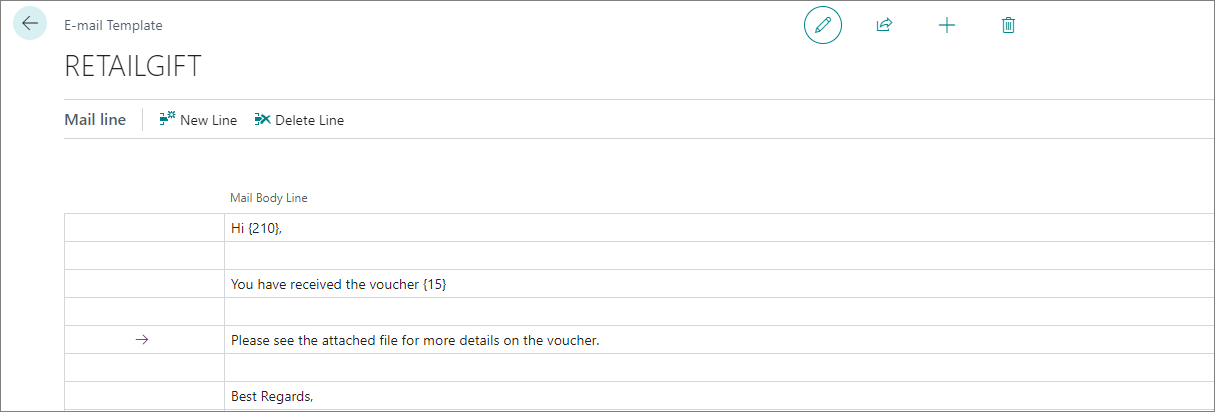 E-mail Template
RETAILGIFT
Mail line New Line Delete Line
Mail Body Line
Hi {210},
You have received the voucher {15}
Please see the attached file for more details on the voucher.
Best Regards,